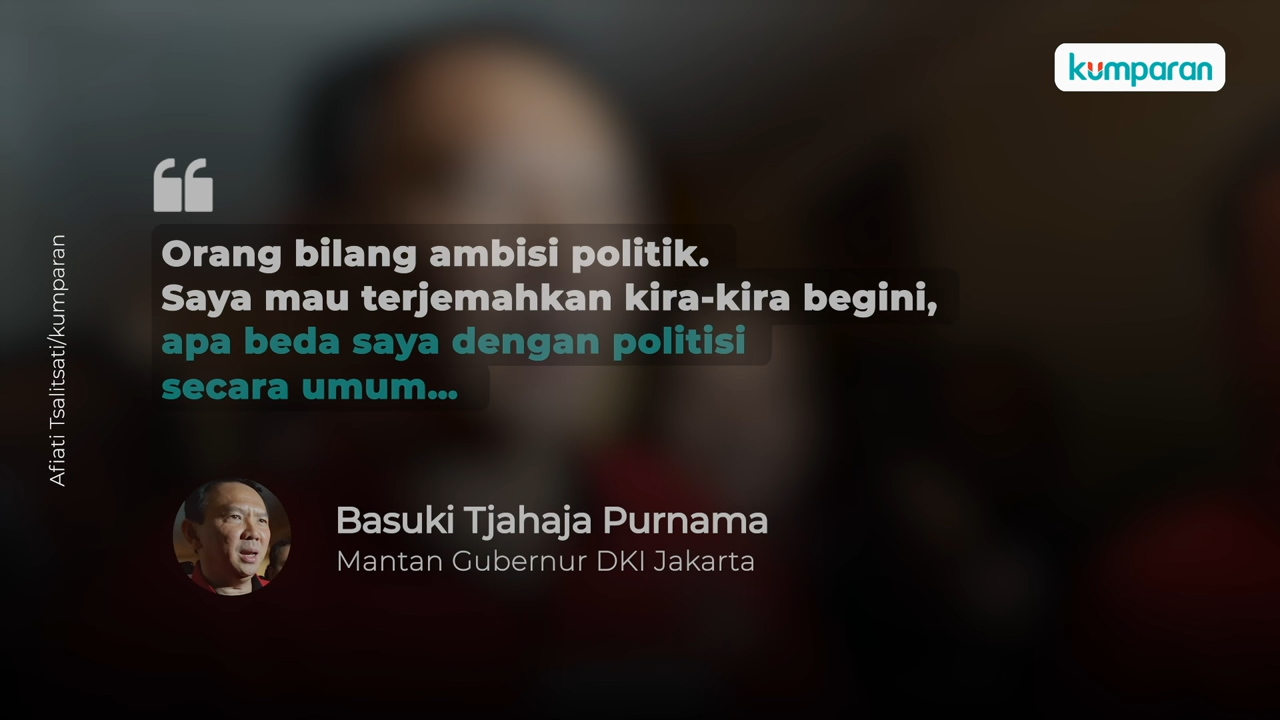 kumparan
Orang bilang ambisi politik.
Saya mau terjemahkan kira-kira begini,
apa beda saya dengan politisi
secara umum...
Afiati Tsalitsati/kumparan
Basuki Tjahaja Purnama
Mantan Gubernur DKI Jakarta